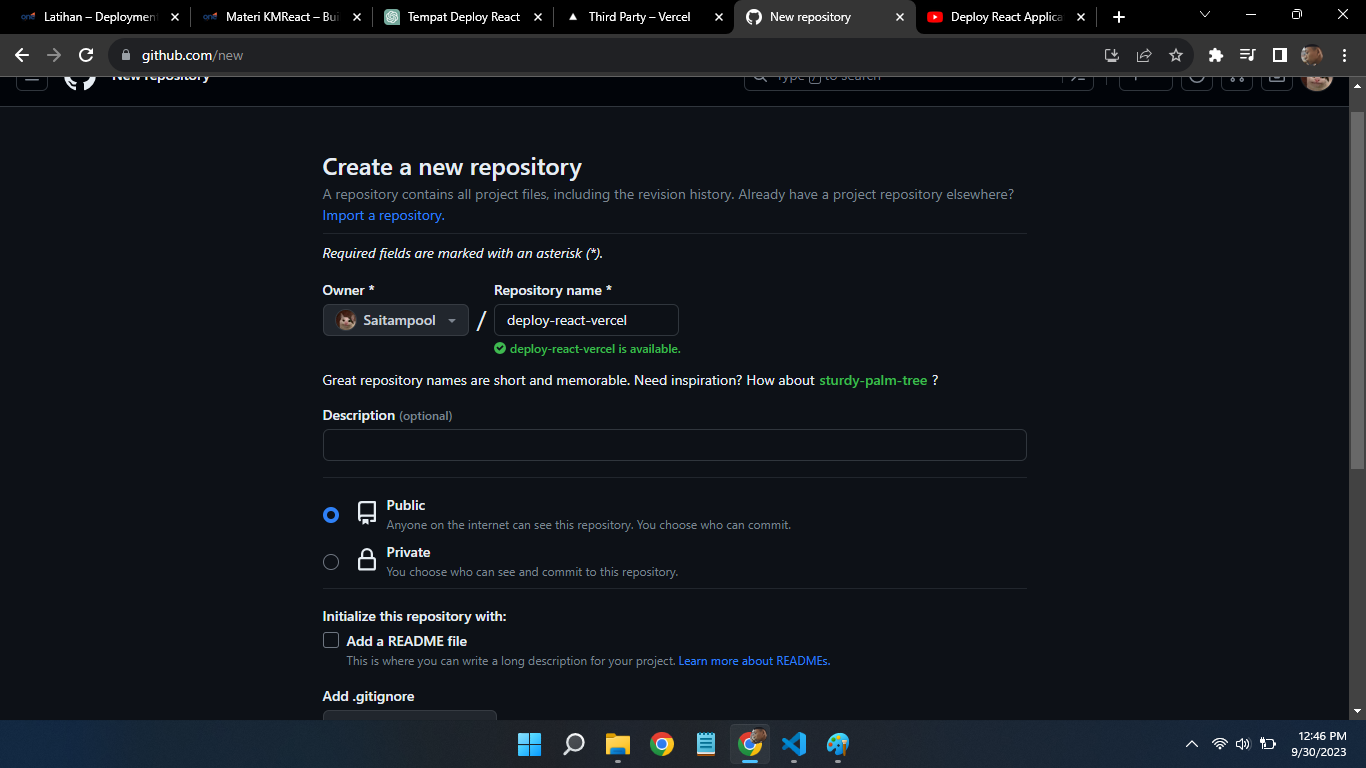 Latihan – Deployment
Materi KMReact – Bui
Tempat Deploy React
Third Party – Vercel
New repository
Deploy React Applica
github.com/new
New repository
Type / to search
Create a new repository
A repository contains all project files, including the revision history. Already have a project repository elsewhere?
Import a repository.
Required fields are marked with an asterisk (*).
Owner *
Repository name *
Saitampool
/
deploy-react-vercel
deploy-react-vercel is available.
Great repository names are short and memorable. Need inspiration? How about sturdy-palm-tree ?
Description (optional)
Public
Anyone on the internet can see this repository. You choose who can commit.
Private
You choose who can see and commit to this repository.
Initialize this repository with:
Add a README file
This is where you can write a long description for your project. Learn more about READMEs.
Add .gitignore
12:46 PM
9/30/2023